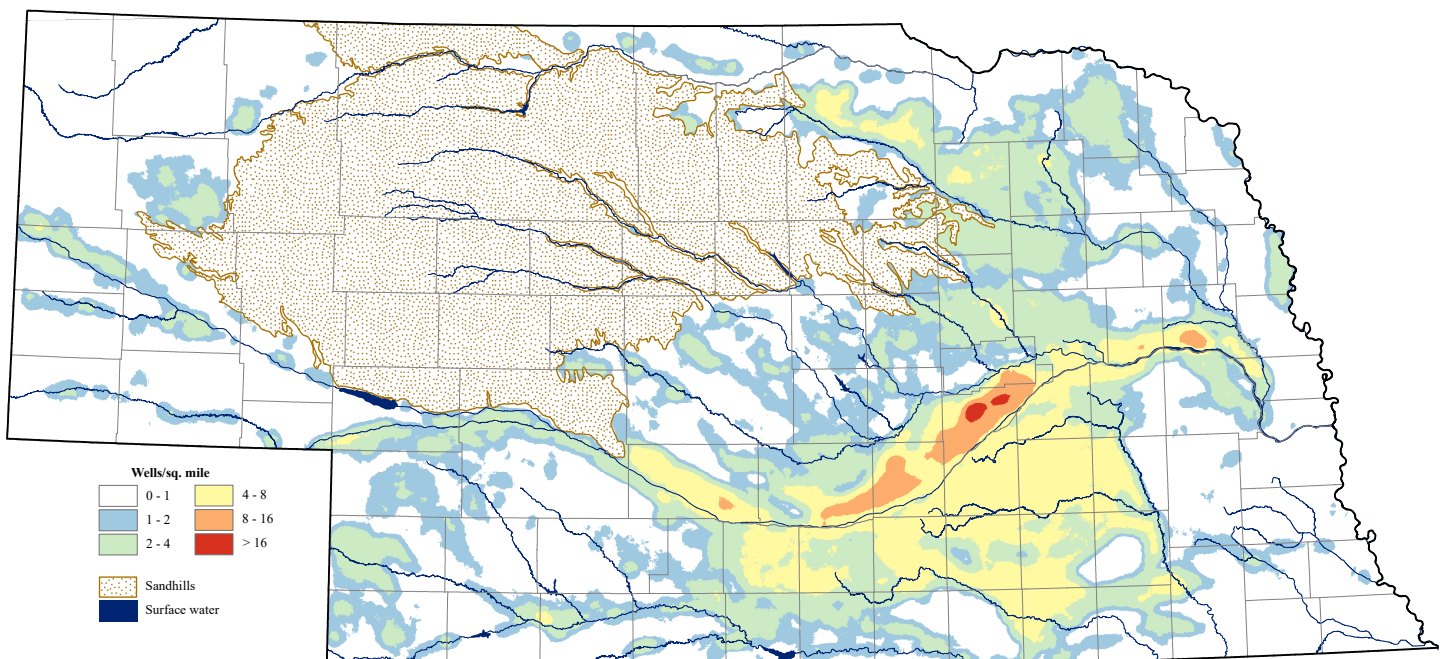 Wells/sq. mile
0 - 1
4 - 8
1 - 2
8 - 16
2 - 4
> 16
Sandhills
Surface water